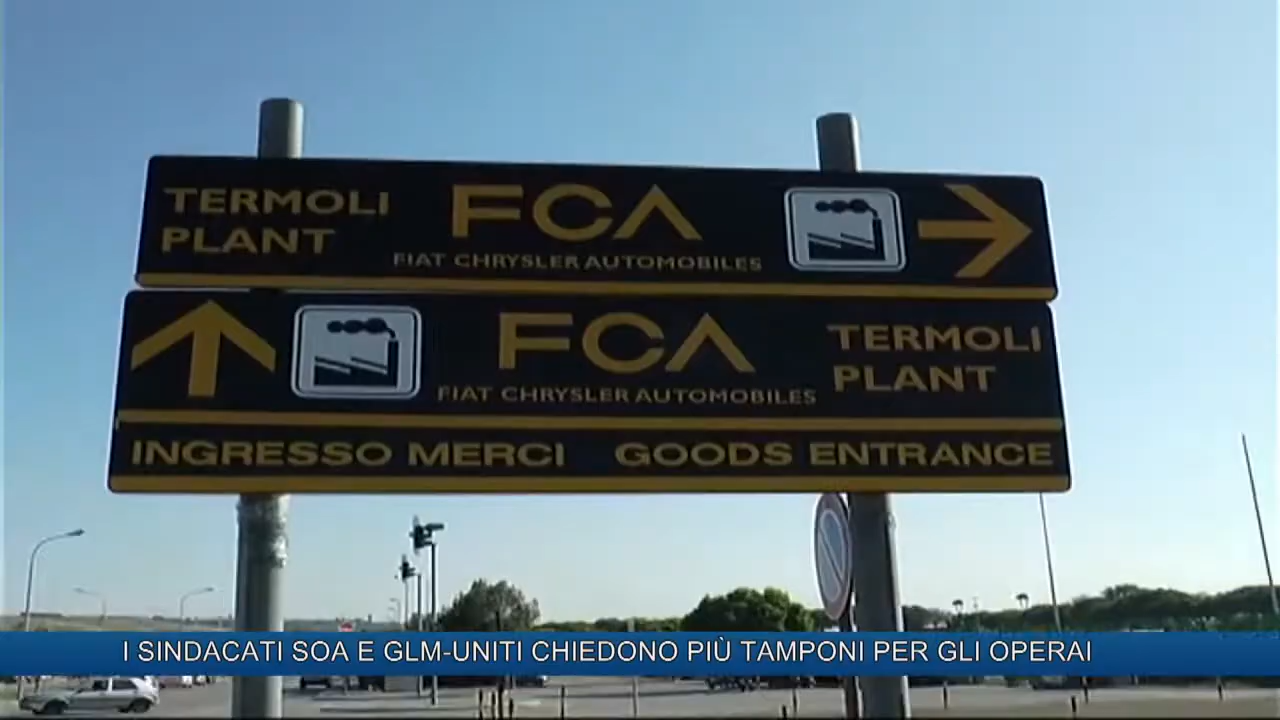 TERMOLI
PLANT
FCA
FIAT CHRYSLER AUTOMOBILES
FCA
FIAT CHRYSLER AUTOMOBILES
TERMOLI
PLANT
INGRESSO MERCI GOODS ENTRANCE
I SINDACATI SOA E GLM-UNITI CHIEDONO PIÙ TAMPONI PER GLI OPERAI